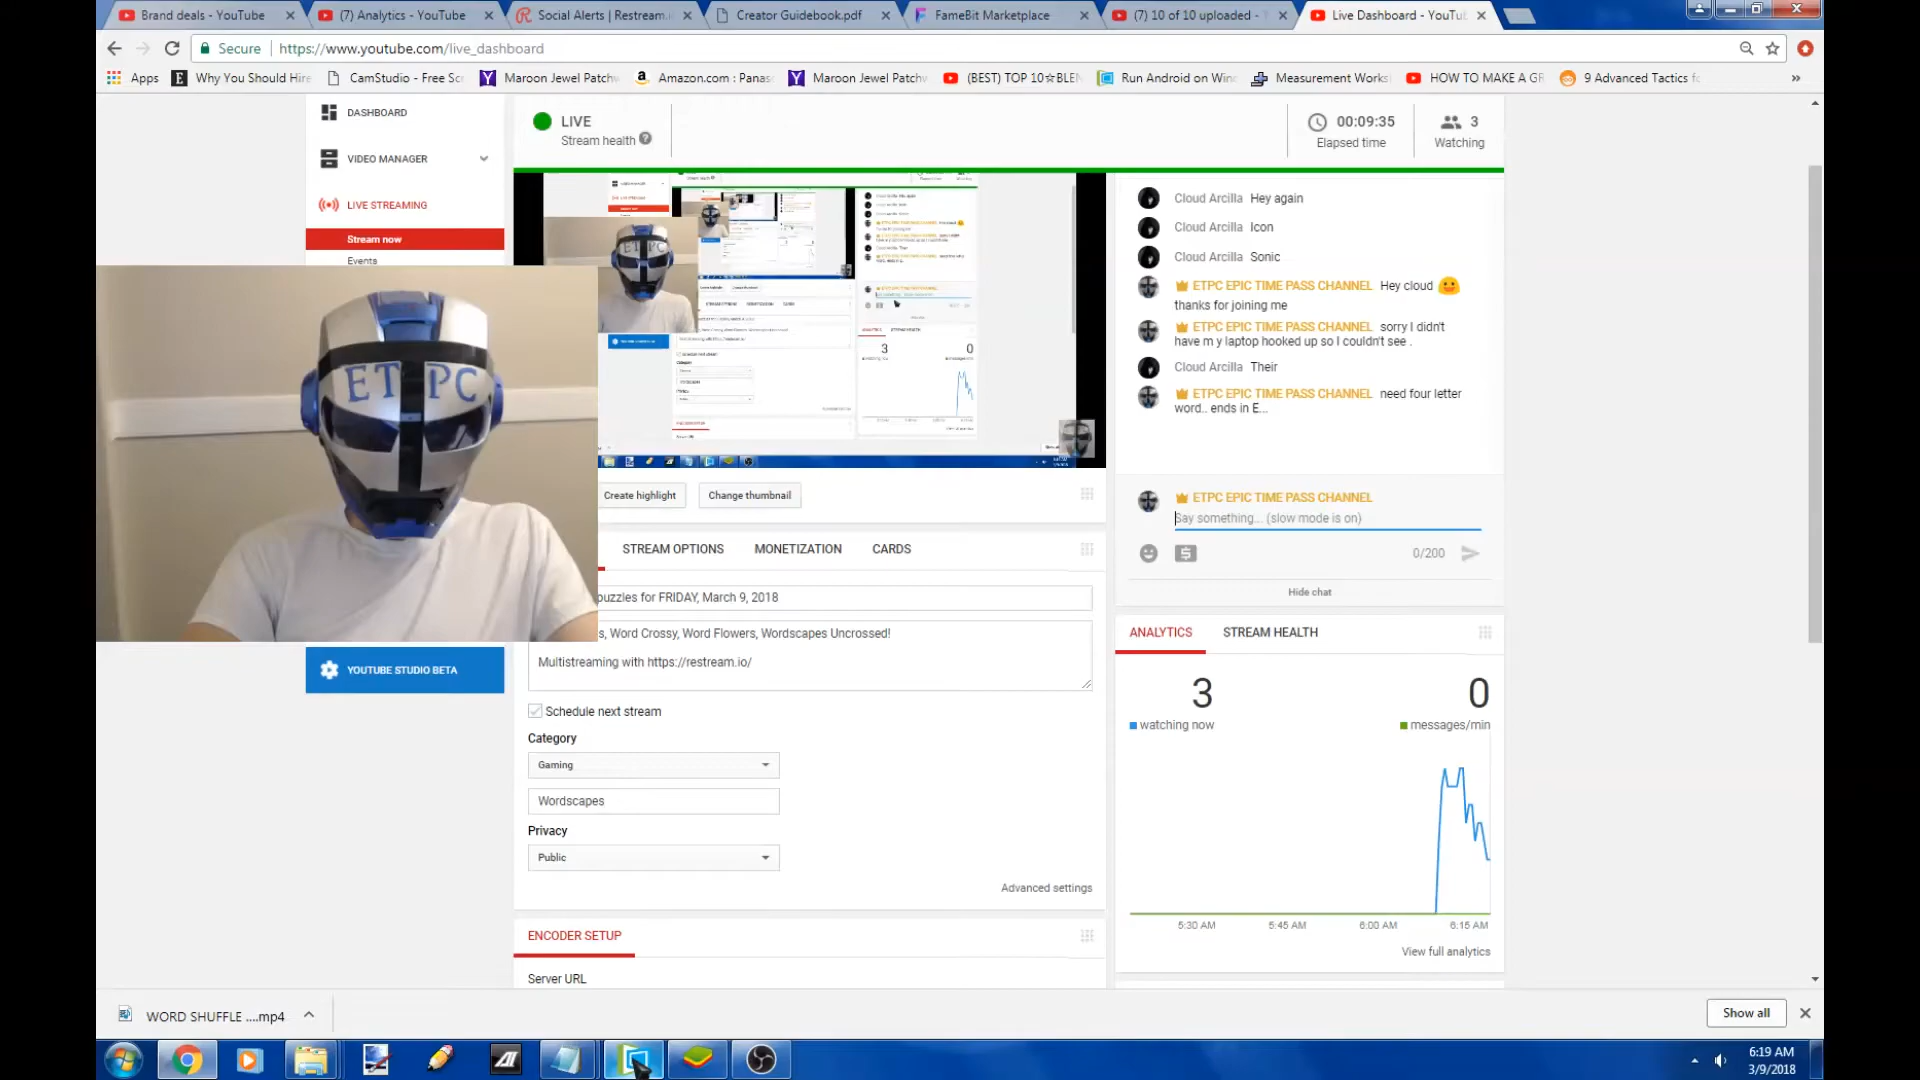 Brand deals - YouTube
(7) Analytics - YouTube
Social Alerts | Restream.i
Creator Guidebook.pdf
FameBit Marketplace
(7) 10 of 10 uploaded -
Live Dashboard - YouTu
Secure
https://www.youtube.com/live_dashboard
Apps
Why You Should Hire
CamStudio - Free Scr
Maroon Jewel Patchw
Amazon.com : Panas
Maroon Jewel Patchw
(BEST) TOP 10☆BLEN
Run Android on Wind
Measurement Works
HOW TO MAKE A GR
9 Advanced Tactics fo
DASHBOARD
VIDEO MANAGER
LIVE STREAMING
Stream now
Events
YOUTUBE STUDIO BETA
LIVE
Stream health
00:09:35
Elapsed time
3
Watching
ET PC
Create highlight
Change thumbnail
STREAM OPTIONS
MONETIZATION
CARDS
puzzles for FRIDAY, March 9, 2018
s, Word Crossy, Word Flowers, Wordscapes Uncrossed!
Multistreaming with https://restream.io/
Schedule next stream
Category
Gaming
Wordscapes
Privacy
Public
Advanced settings
ENCODER SETUP
Server URL
Cloud Arcilla Hey again
Cloud Arcilla Icon
Cloud Arcilla Sonic
ETPC EPIC TIME PASS CHANNEL Hey cloud
thanks for joining me
ETPC EPIC TIME PASS CHANNEL sorry I didn't
have m y laptop hooked up so I couldn't see .
Cloud Arcilla Their
ETPC EPIC TIME PASS CHANNEL need four letter
word.. ends in E...
ETPC EPIC TIME PASS CHANNEL
Say something... (slow mode is on)
0/200
Hide chat
ANALYTICS
STREAM HEALTH
3
watching now
0
messages/min
5:30 AM
5:45 AM
6:00 AM
6:15 AM
View full analytics
WORD SHUFFLE ....mp4
Show all
6:19 AM
3/9/2018